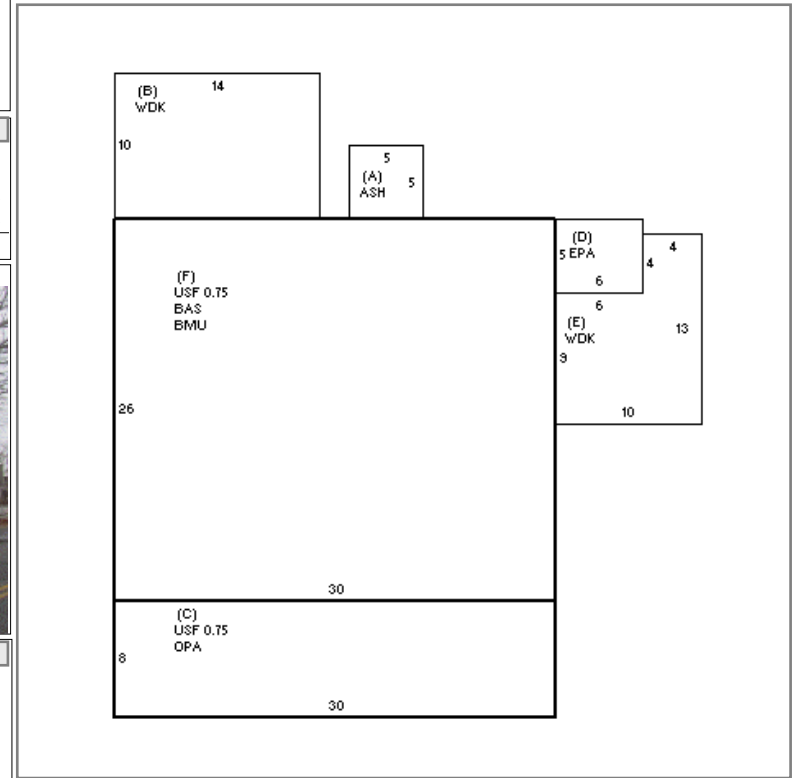 (B)
WDK
14
10
5
(A)
ASH
5
(D)
5 EPA
6
4
4
(F)
USF 0.75
BAS
BMU
6
(E)
WDK
9
13
10
26
30
(C)
USF 0.75
OPA
8
30